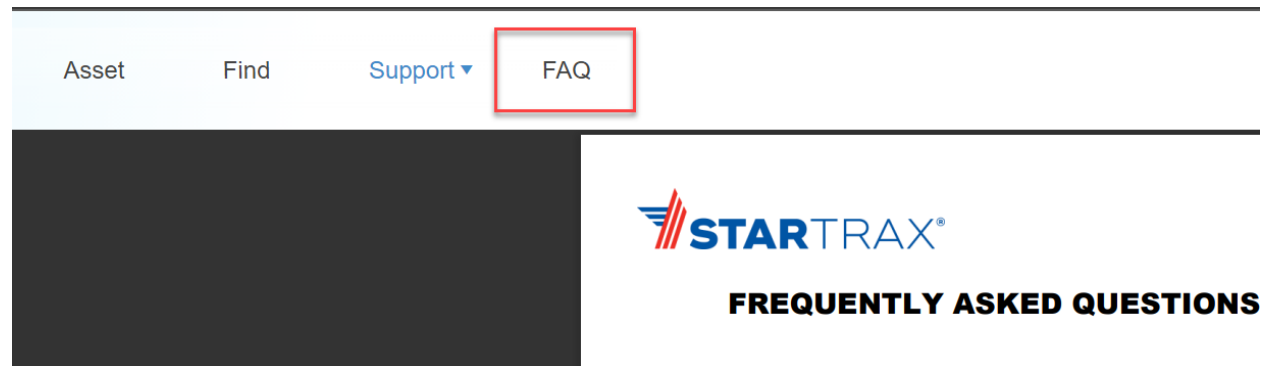 Asset Find Support ▾ FAQ
STARTRAX®
FREQUENTLY ASKED QUESTIONS